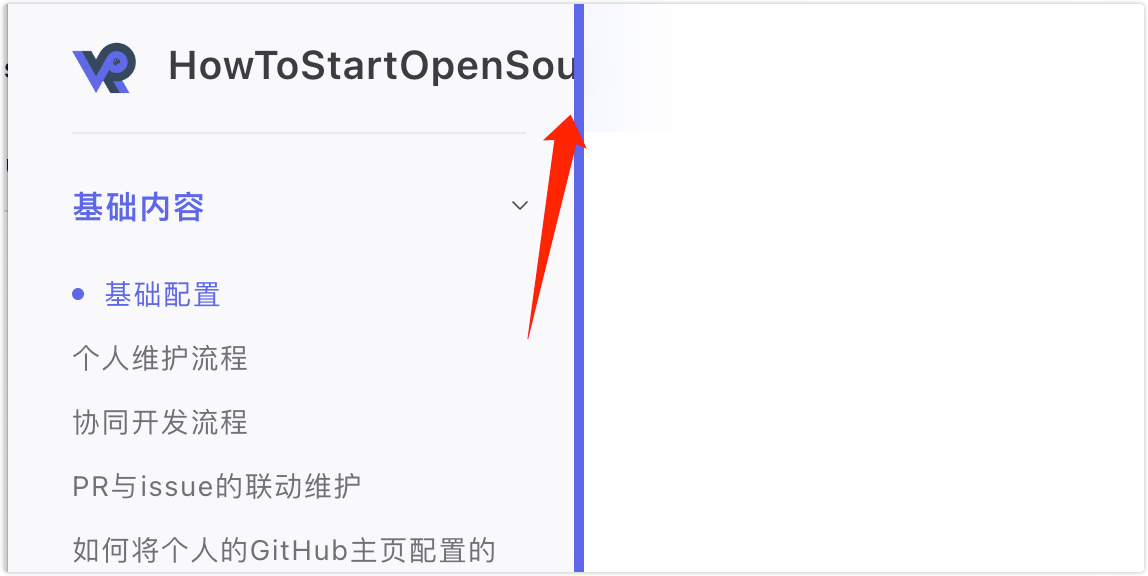 HowToStartOpenSou
基础内容
基础配置
个人维护流程
协同开发流程
PR与issue的联动维护
如何将个人的GitHub主页配置的